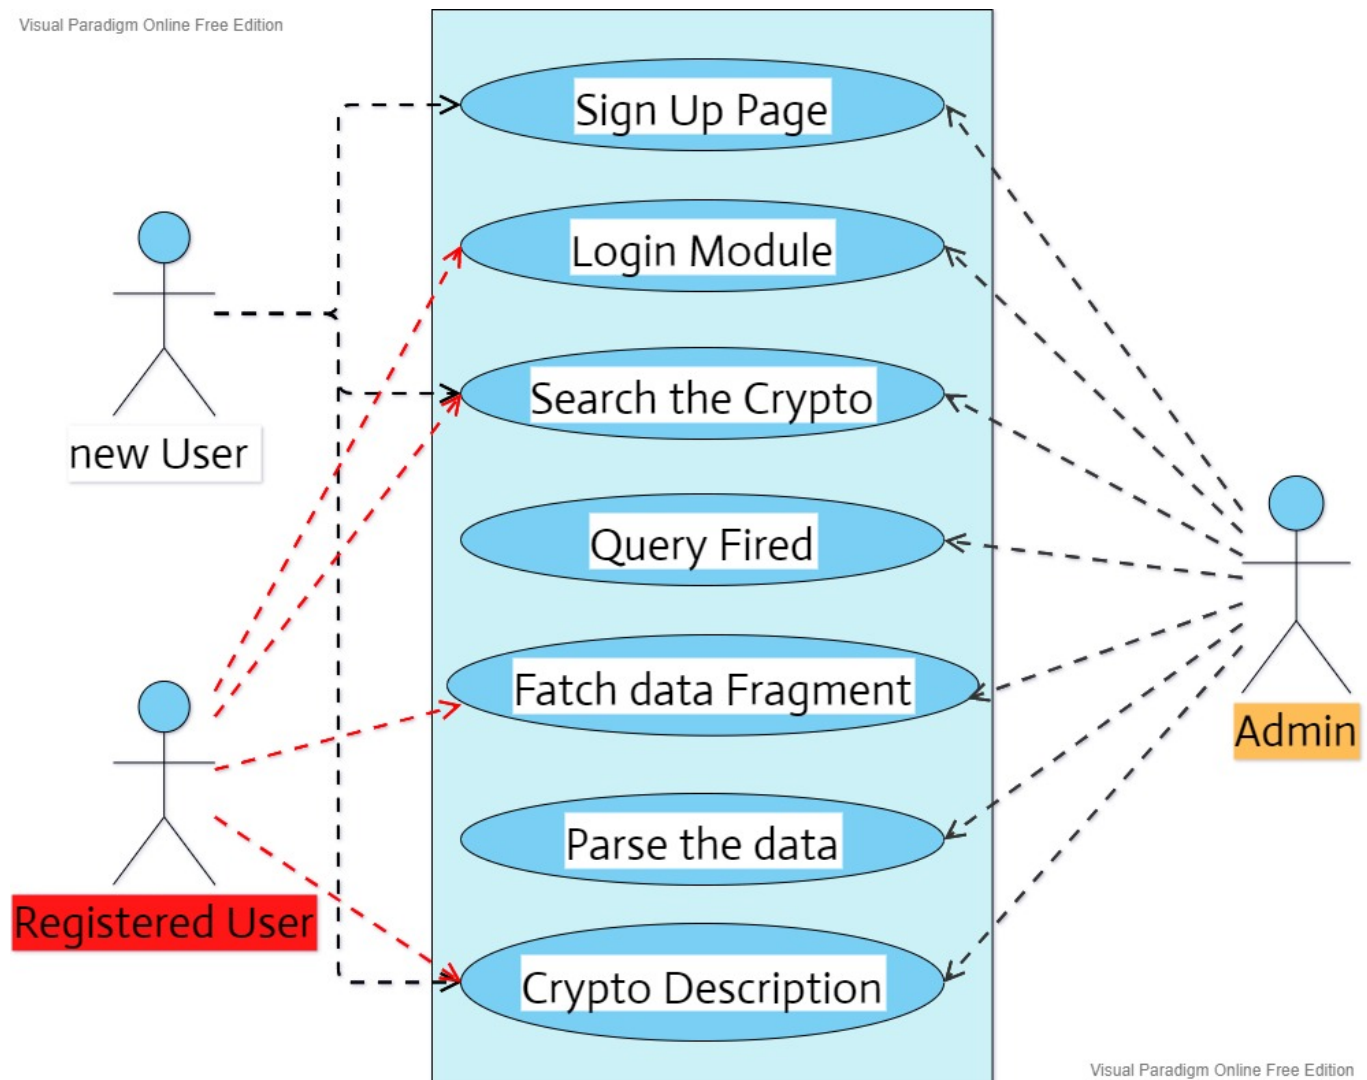 Visual Paradigm Online Free Edition
Sign Up Page
Login Module
Search the Crypto
new User
Query Fired
Fatch data Fragment
Admin
Parse the data
Registered User
Crypto Description
Visual Paradigm Online Free Edition